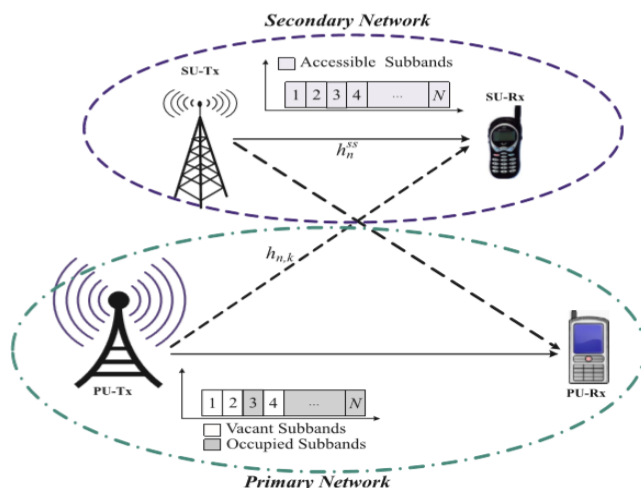 Secondary Network
SU-Tx
Accessible Subbands
1 2 3 4 ... N
SU-Rx
h_n^{ss}
h_{n,k}
PU-Tx
1 2 3 4 ... N
Vacant Subbands
Occupied Subbands
PU-Rx
Primary Network